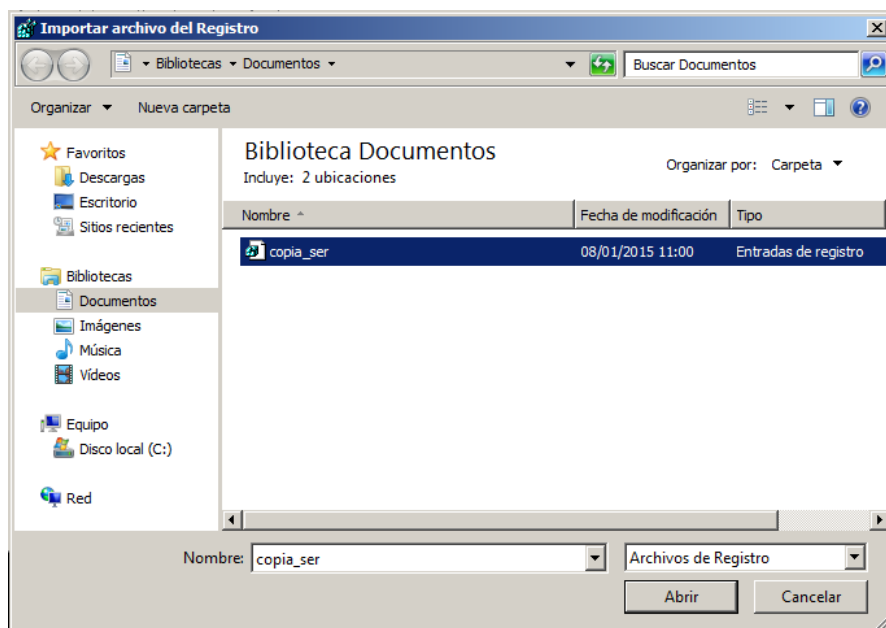 Importar archivo del Registro
Bibliotecas Documentos Buscar Documentos
Organizar Nueva carpeta
Favoritos
Descargas
Escritorio
Sitios recientes
Bibliotecas
Documentos
Imágenes
Música
Vídeos
Equipo
Disco local (C:)
Red
Biblioteca Documentos
Incluye: 2 ubicaciones
Organizar por: Carpeta
Nombre Fecha de modificación Tipo
copia_ser 08/01/2015 11:00 Entradas de registro
Nombre: copia_ser Archivos de Registro
Abrir Cancelar